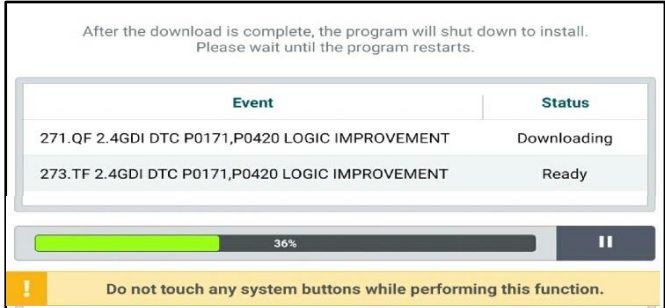 After the download is complete, the program will shut down to install.
Please wait until the program restarts.
Event Status
271.QF 2.4GDI DTC P0171,P0420 LOGIC IMPROVEMENT Downloading
273.TF 2.4GDI DTC P0171,P0420 LOGIC IMPROVEMENT Ready
36%
! Do not touch any system buttons while performing this function.